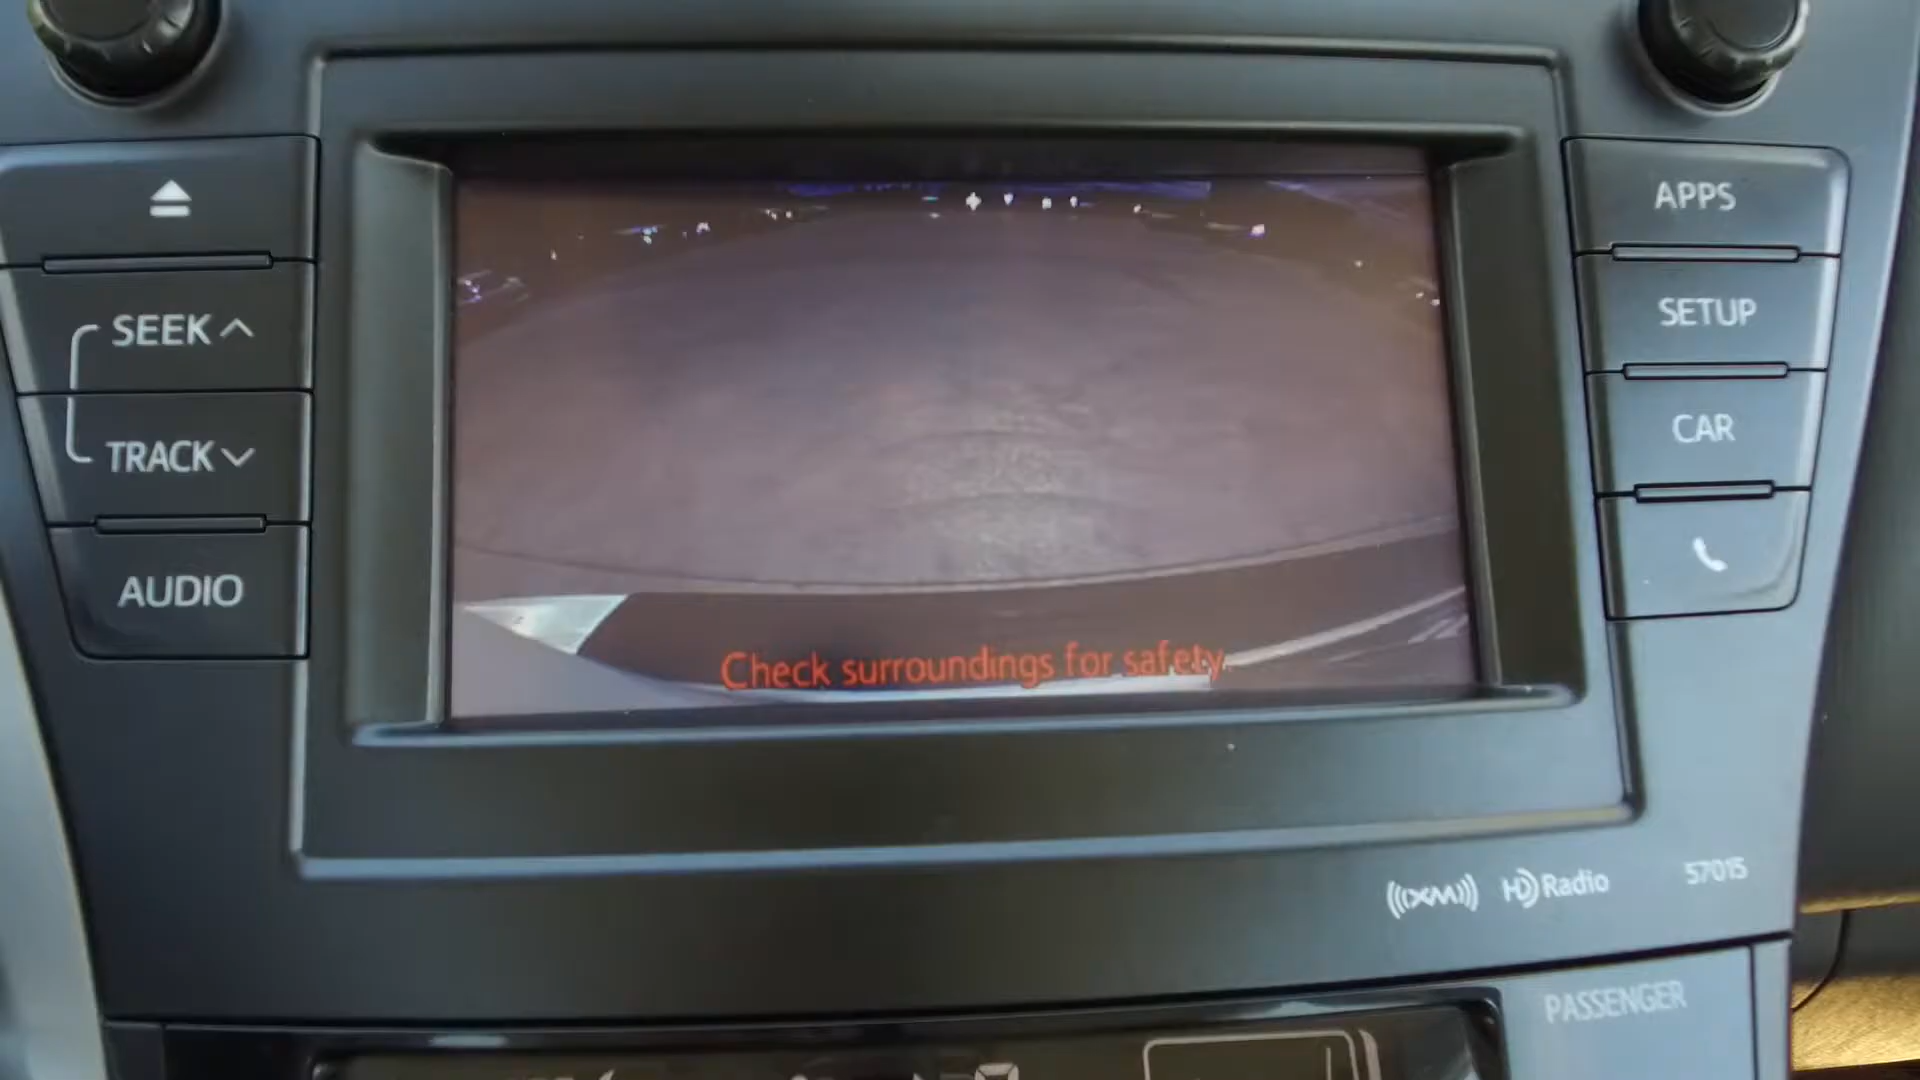 APPS
SEEK
SETUP
TRACK
CAR
AUDIO
Check surroundings for safety.
((XM)) HD Radio 57015
PASSENGER